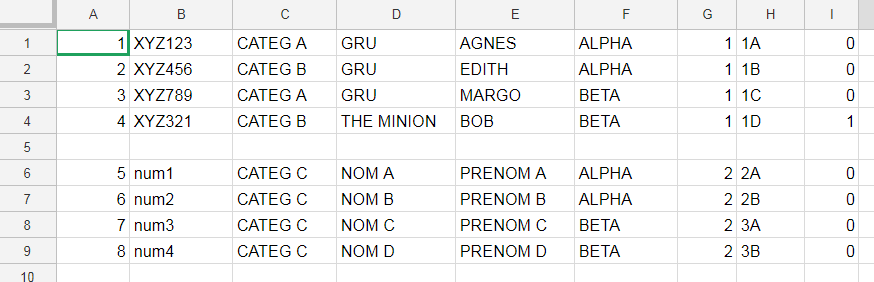 A B C D E F G H I
1 1 XYZ123 CATEG A GRU AGNES ALPHA 1 1A 0
2 2 XYZ456 CATEG B GRU EDITH ALPHA 1 1B 0
3 3 XYZ789 CATEG A GRU MARGO BETA 1 1C 0
4 4 XYZ321 CATEG B THE MINION BOB BETA 1 1D 1
5
6 5 num1 CATEG C NOM A PRENOM A ALPHA 2 2A 0
7 6 num2 CATEG C NOM B PRENOM B ALPHA 2 2B 0
8 7 num3 CATEG C NOM C PRENOM C BETA 2 3A 0
9 8 num4 CATEG C NOM D PRENOM D BETA 2 3B 0
10